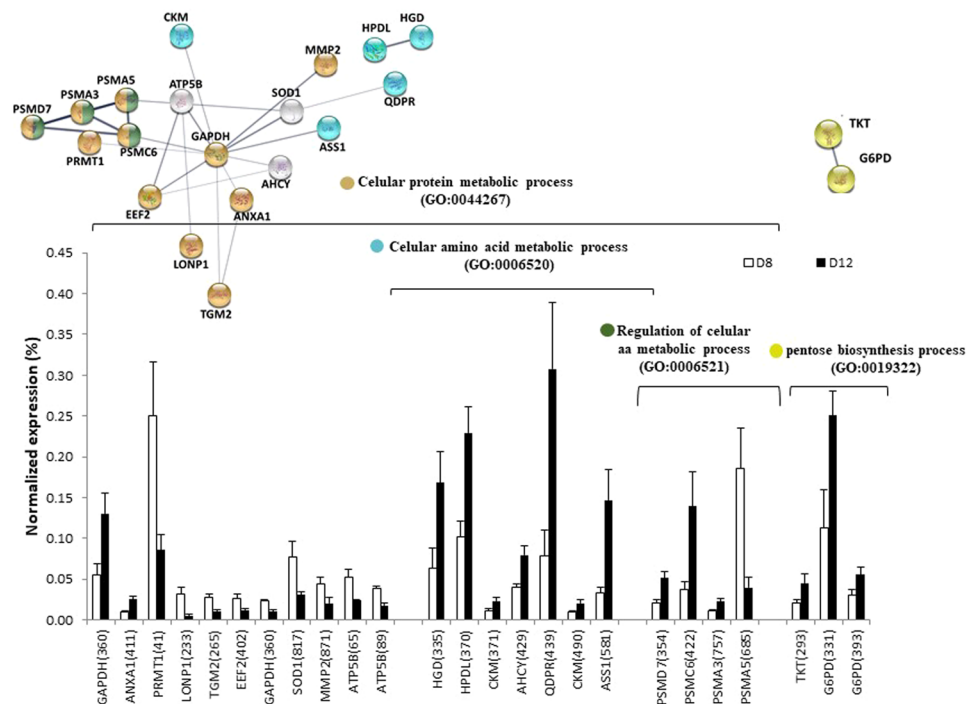 CKM
HPDL
HGD
MMP2
QDPR
PSMA5
ATP5B
SOD1
PSMA3
PSMD7
GAPDH
ASS1
PSMC6
PRMT1
AHCY
EEF2
ANXA1
LONP1
TGM2
TKT
G6PD
Celular protein metabolic process
(GO:0044267)
Celular amino acid metabolic process
(GO:0006520)
D8
D12
Regulation of celular
aa metabolic process
(GO:0006521)
pentose biosynthesis process
(GO:0019322)
Normalized expression (%)
0.45
0.40
0.35
0.30
0.25
0.20
0.15
0.10
0.05
0.00
GAPDH(360)
ANXA1(411)
PRMT1(41)
LONP1(233)
TGM2(265)
EEF2(402)
GAPDH(360)
SOD1(817)
MMP2(871)
ATP5B(65)
ATP5B(889)
HGD(335)
HPDL(370)
CKM(371)
AHCY(429)
QDPR(439)
CKM(490)
ASS1(581)
PSMD7(354)
PSMC6(422)
PSMA3(757)
PSMA5(685)
TKT(293)
G6PD(331)
G6PD(393)